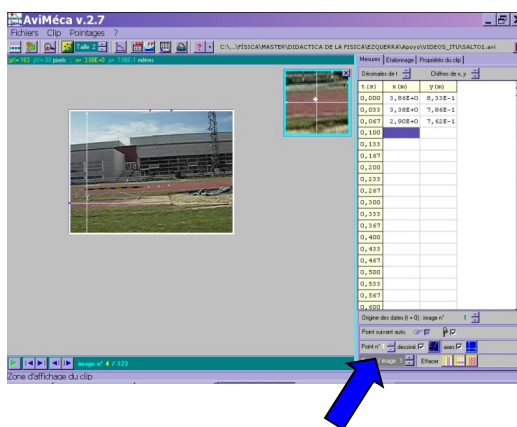 AviMéca v.2.7
Fichiers Clip Pointages ?
Taille 2
? C:\...\FÍSICA\MASTER\DIDACTICA DE LA FISICA\EZQUERRA\Apoyo\VIDEOS_ITU\SALTO1.avi
Mesures Etalonnage Propriétés du clip
Décimales de t Chiffres de x, y
t (s) x (m) y (m)
0,000 3,86E+0 8,33E-1
0,033 3,38E+0 7,86E-1
0,067 2,90E+0 7,62E-1
0,100
0,133
0,167
0,200
0,233
0,267
0,300
0,333
0,367
0,400
0,433
0,467
0,500
0,533
0,567
0,600
Origine des dates (t = 0) : image n° 1
Point suivant auto.
Point n° dessiné axes
image 1 Effacer
image n° 4 / 123
Zone d'affichage du clip